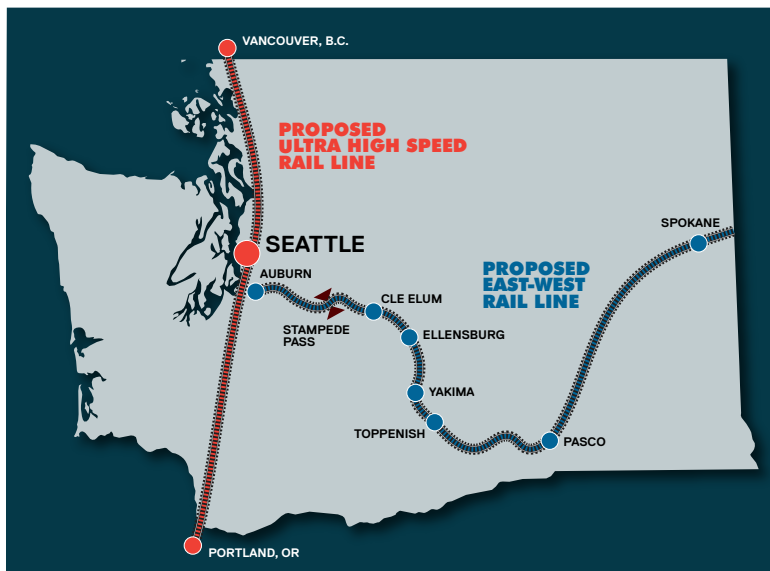 VANCOUVER, B.C.
PROPOSED
ULTRA HIGH SPEED
RAIL LINE
SPOKANE
SEATTLE
AUBURN
PROPOSED
EAST-WEST
RAIL LINE
CLE ELUM
STAMPEDE
PASS
ELLENSBURG
YAKIMA
TOPPENISH
PASCO
PORTLAND, OR